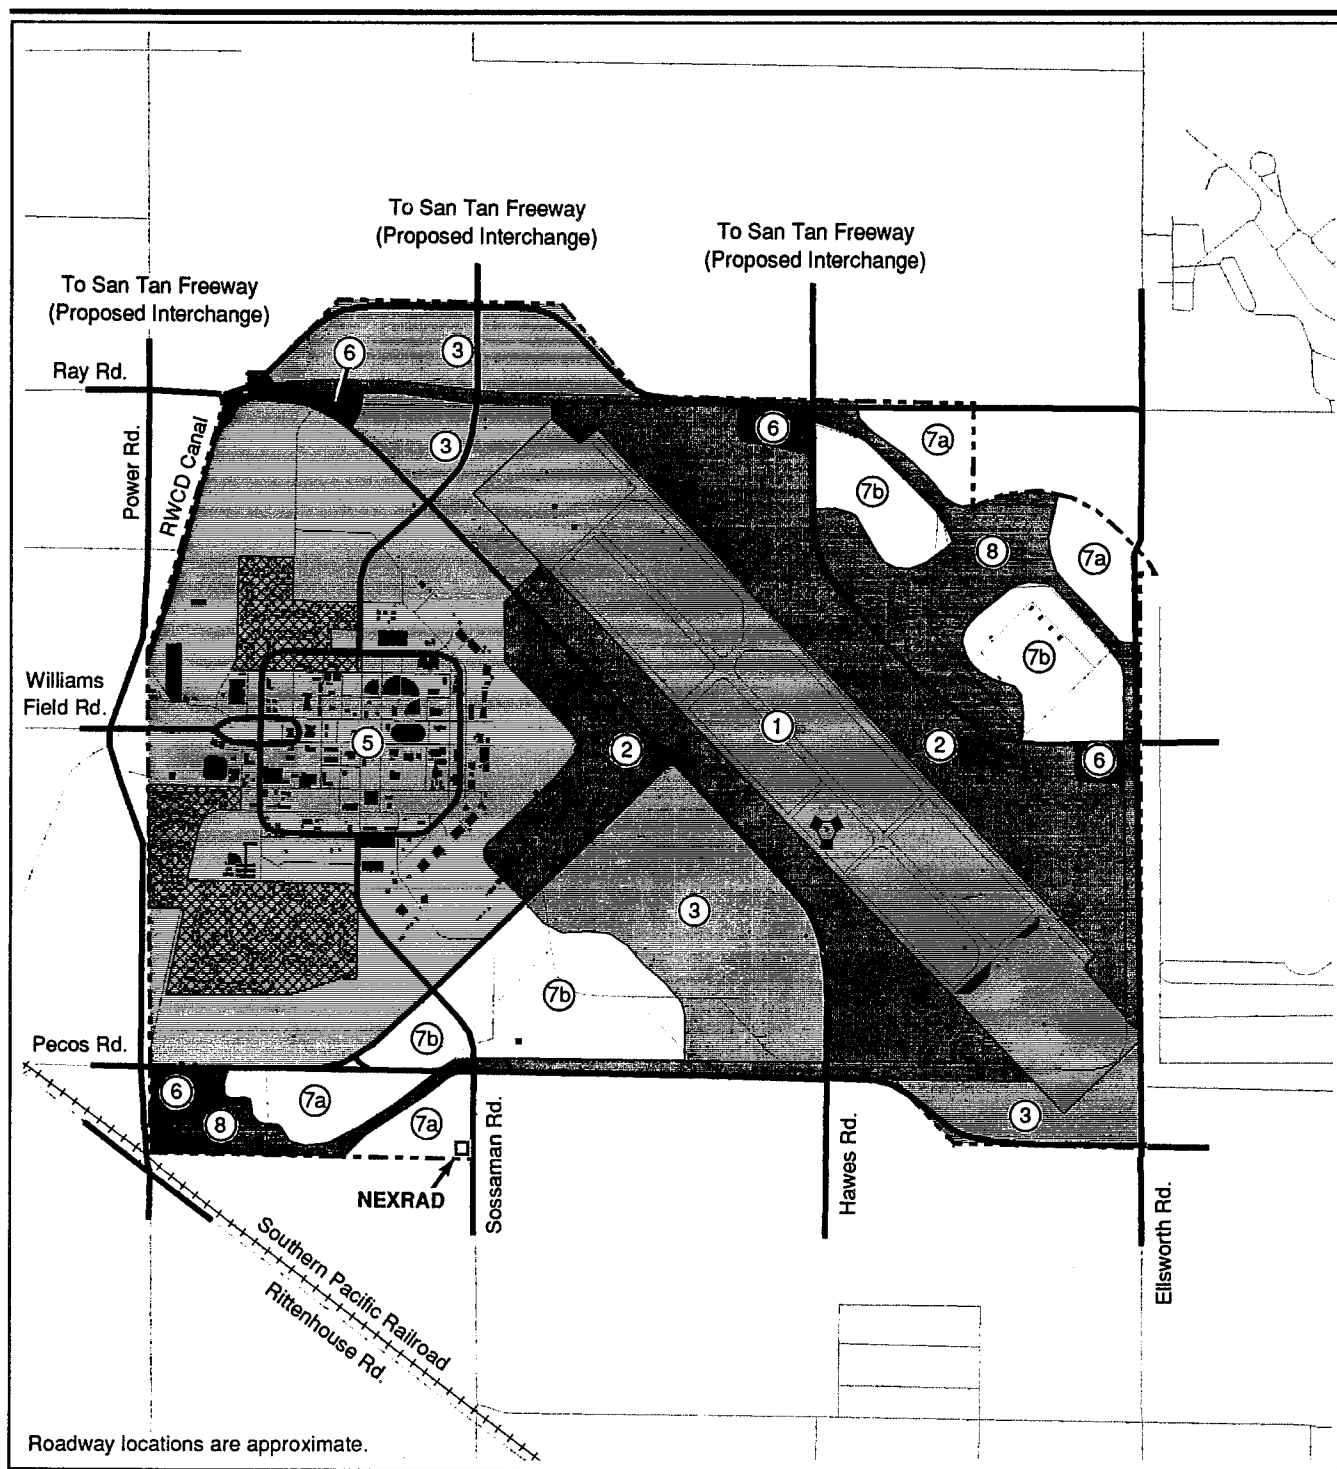 To San Tan Freeway
(Proposed Interchange)
To San Tan Freeway
(Proposed Interchange)
To San Tan Freeway
(Proposed Interchange)
6
3
Ray Rd.
6
7a
3
Power Rd.
RWCD Canal
7b
8
7a
7b
Williams
Field Rd.
5
2
1
2
6
3
7b
Pecos Rd.
7b
6
7a
8
7a
3
NEXRAD
Sossaman Rd.
Hawes Rd.
Ellsworth Rd.
Southern Pacific Railroad
Rittenhouse Rd.
Roadway locations are approximate.